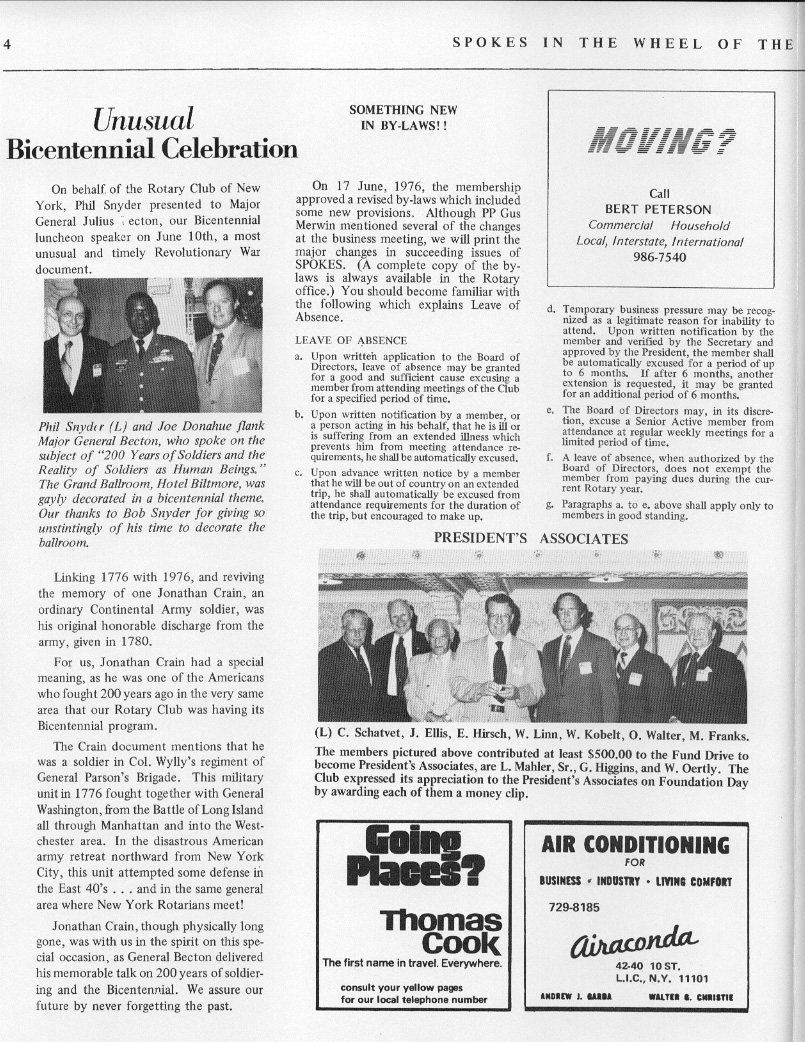 4
SPOKES IN THE WHEEL OF THE
Unusual
Bicentennial Celebration
On behalf of the Rotary Club of New
York, Phil Snyder presented to Major
General Julius ecton, our Bicentennial
luncheon speaker on June 10th, a most
unusual and timely Revolutionary War
document.
Phil Snyder (L) and Joe Donahue flank
Major General Becton, who spoke on the
subject of "200 Years of Soldiers and the
Reality of Soldiers as Human Beings."
The Grand Ballroom, Hotel Biltmore, was
gayly decorated in a bicentennial theme.
Our thanks to Bob Snyder for giving so
unstintingly of his time to decorate the
ballroom.
Linking 1776 with 1976, and reviving
the memory of one Jonathan Crain, an
ordinary Continental Army soldier, was
his original honorable discharge from the
army, given in 1780.
For us, Jonathan Crain had a special
meaning, as he was one of the Americans
who fought 200 years ago in the very same
area that our Rotary Club was having its
Bicentennial program.
The Crain document mentions that he
was a soldier in Col. Wylly's regiment of
General Parson's Brigade. This military
unit in 1776 fought together with General
Washington, from the Battle of Long Island
all through Manhattan and into the West-
chester area. In the disastrous American
army retreat northward from New York
City, this unit attempted some defense in
the East 40's . . . and in the same general
area where New York Rotarians meet!
Jonathan Crain, though physically long
gone, was with us in the spirit on this spe-
cial occasion, as General Becton delivered
his memorable talk on 200 years of soldier-
ing and the Bicentennial. We assure our
future by never forgetting the past.
SOMETHING NEW
IN BY-LAWS! !
On 17 June, 1976, the membership
approved a revised by-laws which included
some new provisions. Although PP Gus
Merwin mentioned several of the changes
at the business meeting, we will print the
major changes in succeeding issues of
SPOKES. (A complete copy of the by-
laws is always available in the Rotary
office.) You should become familiar with
the following which explains Leave of
Absence.
LEAVE OF ABSENCE
a. Upon written application to the Board of
Directors, leave of absence may be granted
for a good and sufficient cause excusing a
member from attending meetings of the Club
for a specified period of time.
b. Upon written notification by a member, or
a person acting in his behalf, that he is ill or
is suffering from an extended illness which
prevents him from meeting attendance re-
quirements, he shall be automatically excused.
c. Upon advance written notice by a member
that he will be out of country on an extended
trip, he shall automatically be excused from
attendance requirements for the duration of
the trip, but encouraged to make up.
MOVING?
Call
BERT PETERSON
Commercial Household
Local, Interstate, International
986-7540
d. Temporary business pressure may be recog-
nized as a legitimate reason for inability to
attend. Upon written notification by the
member and verified by the Secretary and
approved by the President, the member shall
be automatically excused for a period of up
to 6 months. If after 6 months, another
extension is requested, it may be granted
for an additional period of 6 months.
e. The Board of Directors may, in its discre-
tion, excuse a Senior Active member from
attendance at regular weekly meetings for a
limited period of time.
f. A leave of absence, when authorized by the
Board of Directors, does not exempt the
member from paying dues during the cur-
rent Rotary year.
g. Paragraphs a. to e. above shall apply only to
members in good standing.
PRESIDENT'S ASSOCIATES
(L) C. Schatvet, J. Ellis, E. Hirsch, W. Linn, W. Kobelt, O. Walter, M. Franks.
The members pictured above contributed at least $500.00 to the Fund Drive to
become President's Associates, are L. Mahler, Sr., G. Higgins, and W. Oertly. The
Club expressed its appreciation to the President's Associates on Foundation Day
by awarding each of them a money clip.
Going
Places?
Thomas
Cook
The first name in travel. Everywhere.
consult your yellow pages
for our local telephone number
AIR CONDITIONING
FOR
BUSINESS • INDUSTRY • LIVING COMFORT
729-8185
Airaconda
42-40 10 ST.
L.I.C., N.Y. 11101
ANDREW J. GARDA WALTER B. CHRISTIE